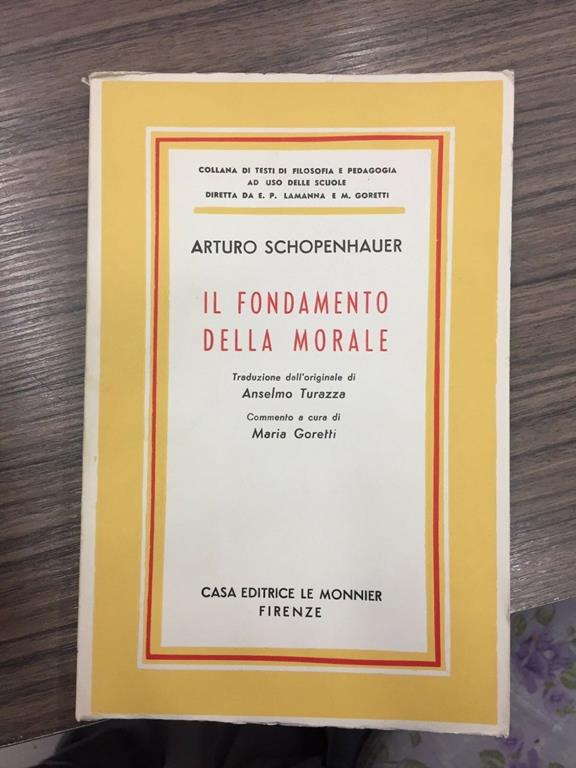 COLLANA DI TESTI DI FILOSOFIA E PEDAGOGIA
AD USO DELLE SCUOLE
DIRETTA DA E. P. LAMANNA E M. GORETTI
ARTURO SCHOPENHAUER
IL FONDAMENTO
DELLA MORALE
Traduzione dall'originale di
Anselmo Turazza
Commento a cura di
Maria Goretti
CASA EDITRICE LE MONNIER
FIRENZE